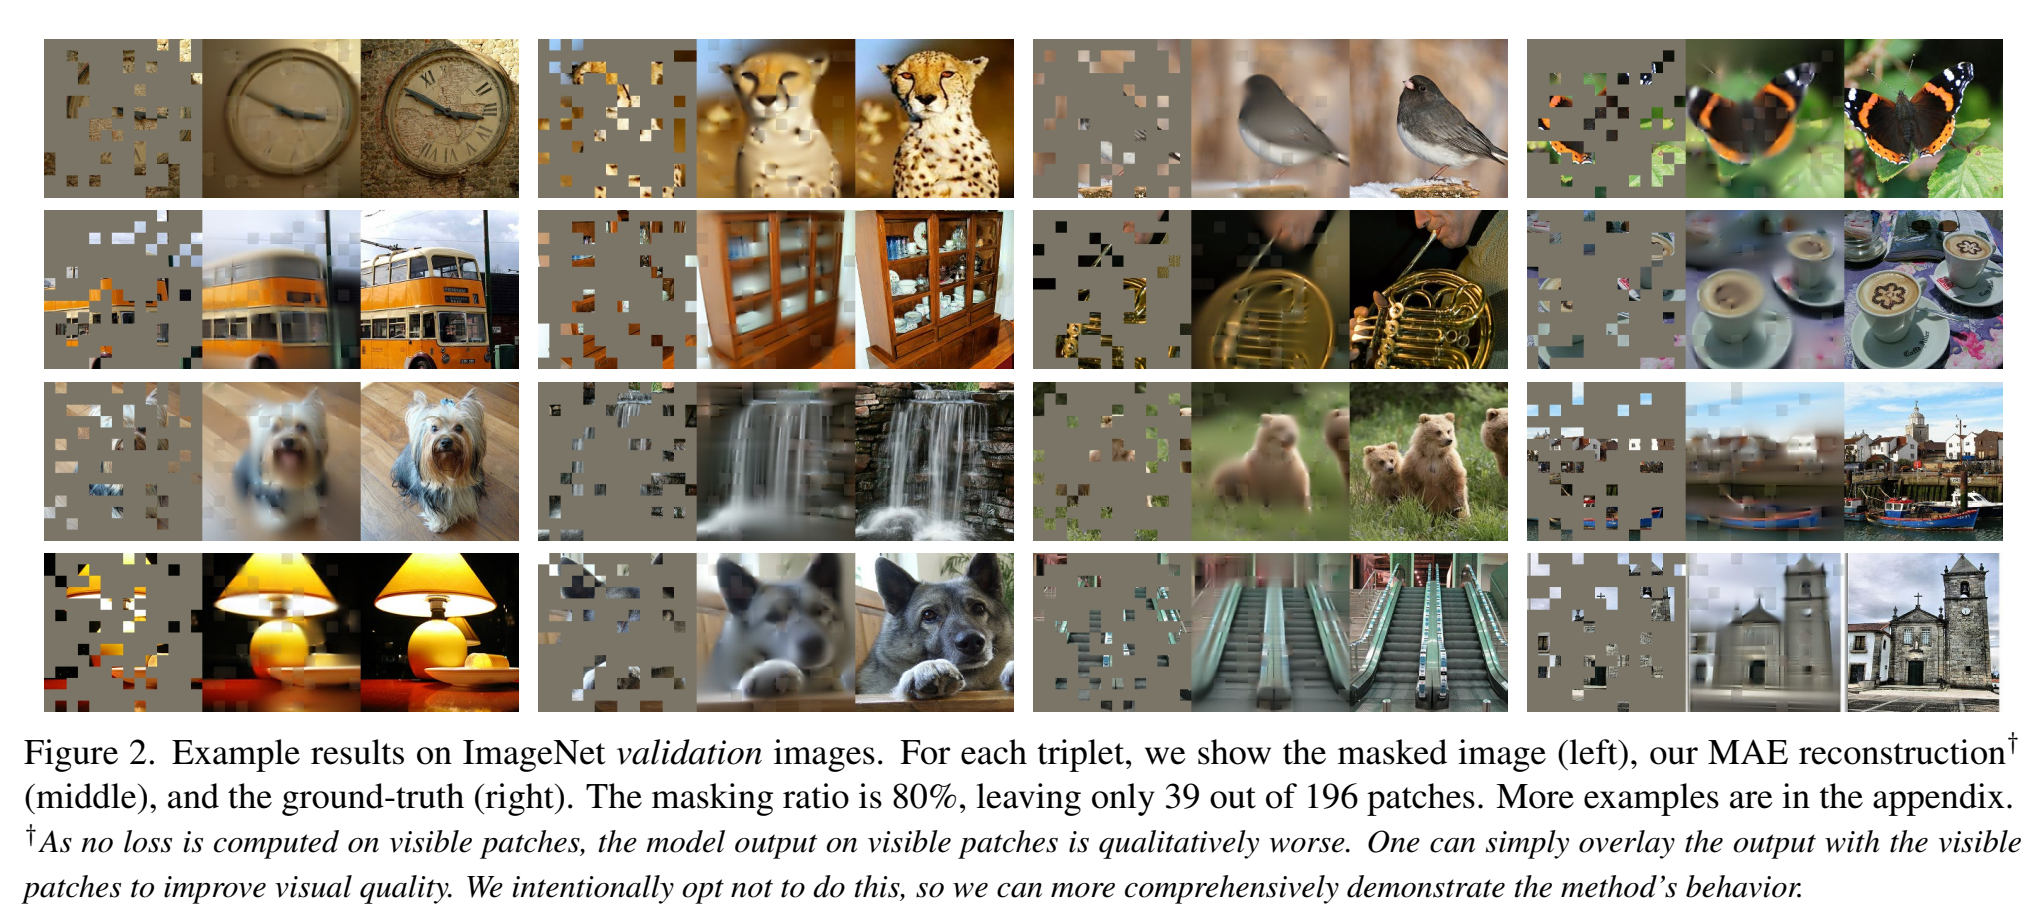 Figure 2. Example results on ImageNet validation images. For each triplet, we show the masked image (left), our MAE reconstruction†
(middle), and the ground-truth (right). The masking ratio is 80%, leaving only 39 out of 196 patches. More examples are in the appendix.
†As no loss is computed on visible patches, the model output on visible patches is qualitatively worse. One can simply overlay the output with the visible
patches to improve visual quality. We intentionally opt not to do this, so we can more comprehensively demonstrate the method’s behavior.